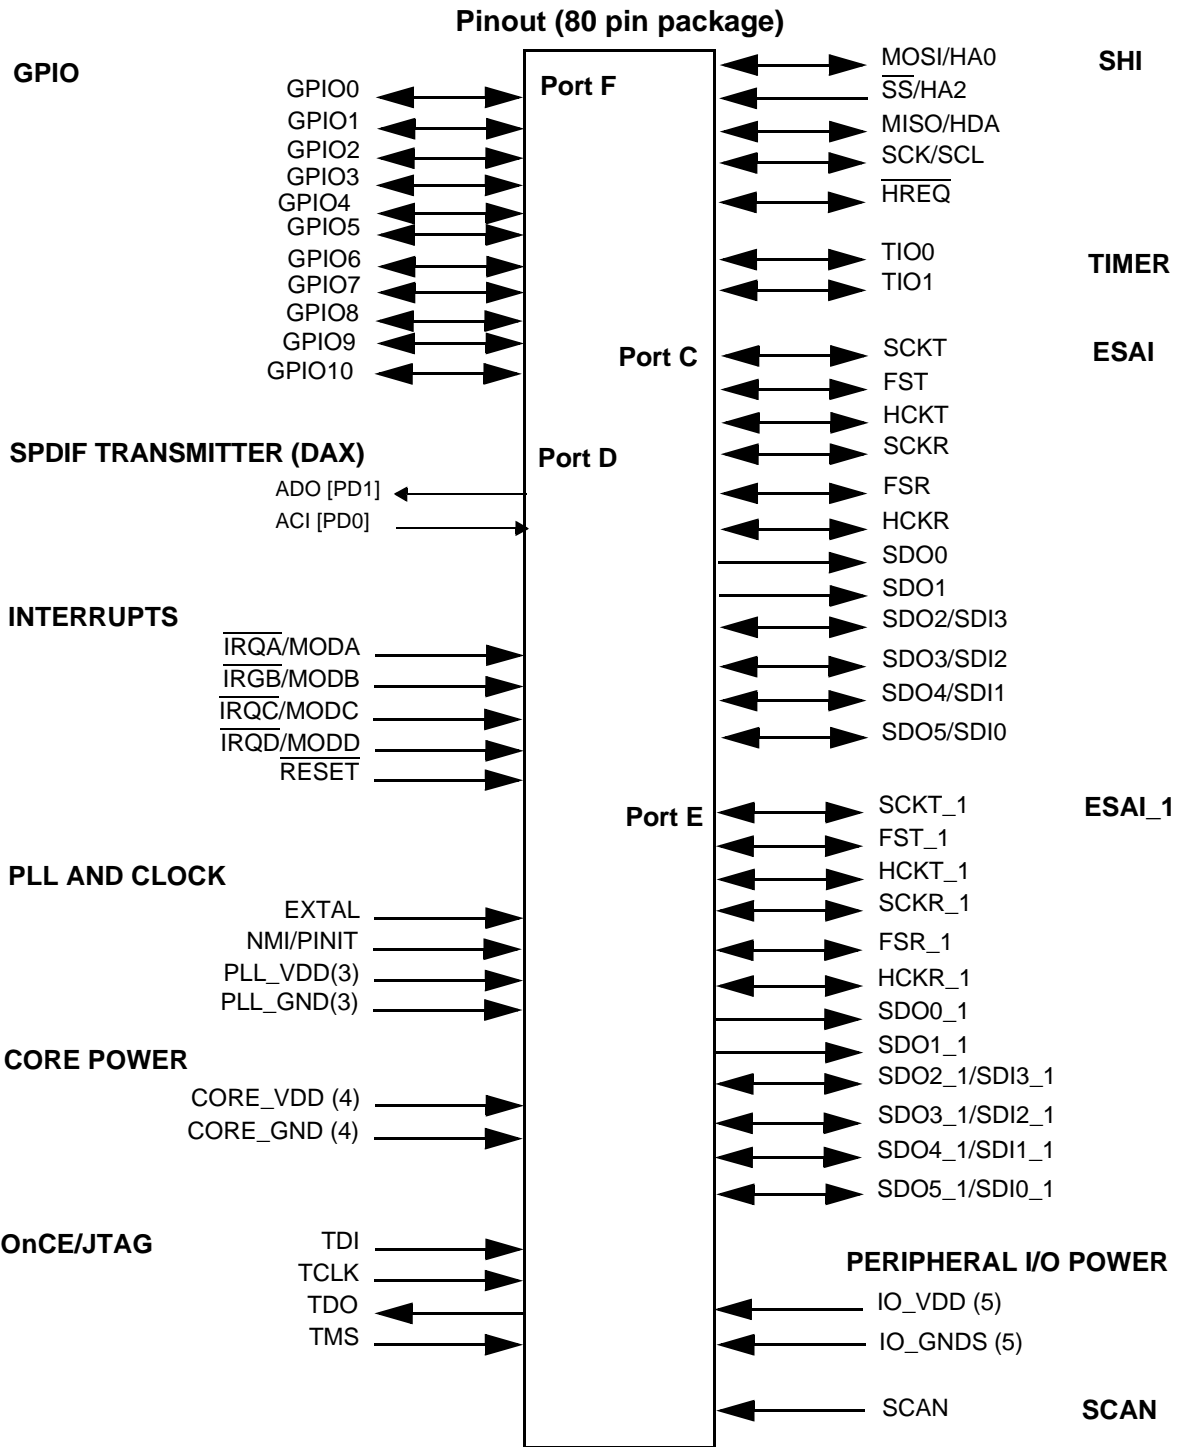 Pinout (80 pin package)
GPIO
Port F
GPIO0
GPIO1
GPIO2
GPIO3
GPIO4
GPIO5
GPIO6
GPIO7
GPIO8
GPIO9
GPIO10
SPDIF TRANSMITTER (DAX)
Port D
ADO [PD1]
ACI [PD0]
INTERRUPTS
IRQA/MODA
IRGB/MODB
IRQC/MODC
IRQD/MODD
RESET
PLL AND CLOCK
EXTAL
NMI/PINIT
PLL_VDD(3)
PLL_GND(3)
CORE POWER
CORE_VDD (4)
CORE_GND (4)
OnCE/JTAG
TDI
TCLK
TDO
TMS
MOSI/HA0
SHI
SS/HA2
MISO/HDA
SCK/SCL
HREQ
TIO0
TIMER
TIO1
Port C
SCKT
ESAI
FST
HCKT
SCKR
FSR
HCKR
SDO0
SDO1
SDO2/SDI3
SDO3/SDI2
SDO4/SDI1
SDO5/SDI0
Port E
SCKT_1
ESAI_1
FST_1
HCKT_1
SCKR_1
FSR_1
HCKR_1
SDO0_1
SDO1_1
SDO2_1/SDI3_1
SDO3_1/SDI2_1
SDO4_1/SDI1_1
SDO5_1/SDI0_1
PERIPHERAL I/O POWER
IO_VDD (5)
IO_GNDS (5)
SCAN
SCAN